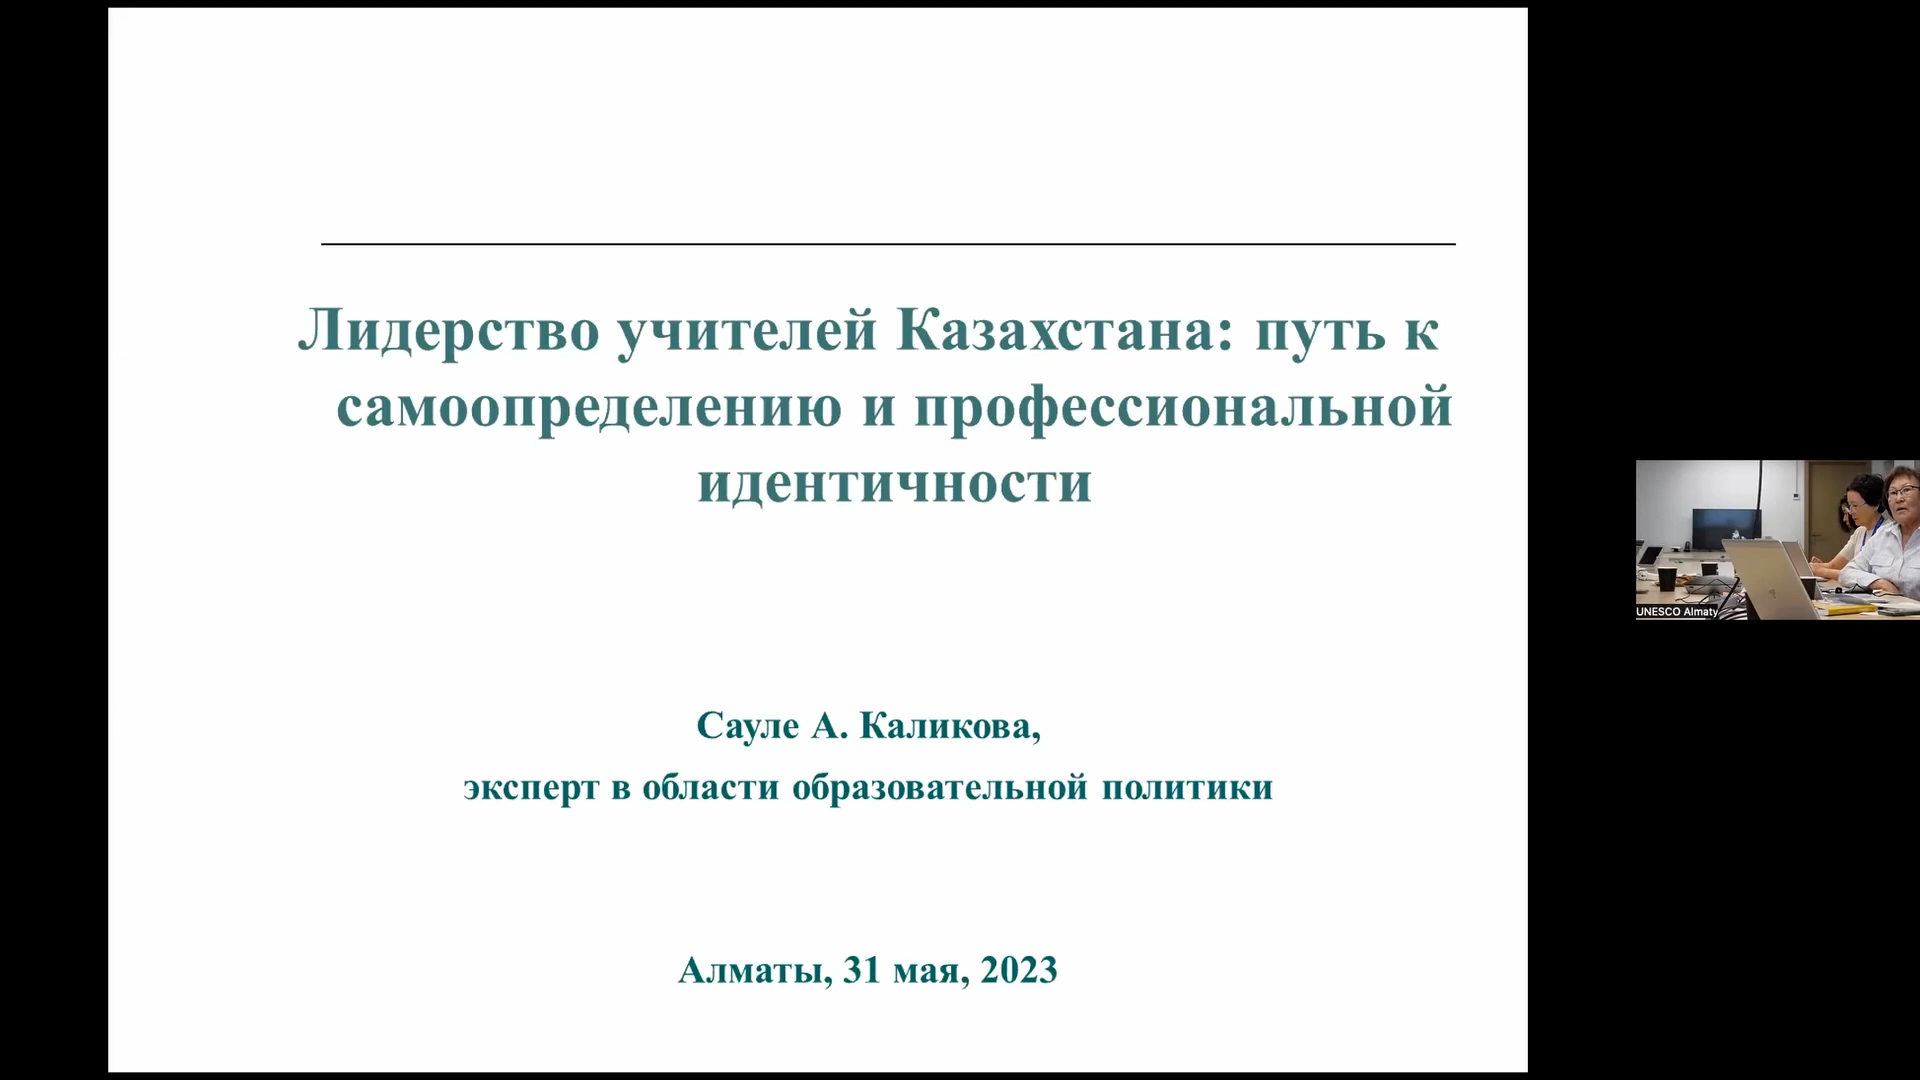 Лидерство учителей Казахстана: путь к
самоопределению и профессиональной
идентичности
Сауле А. Каликова,
эксперт в области образовательной политики
Алматы, 31 мая, 2023
UNESCO Almaty